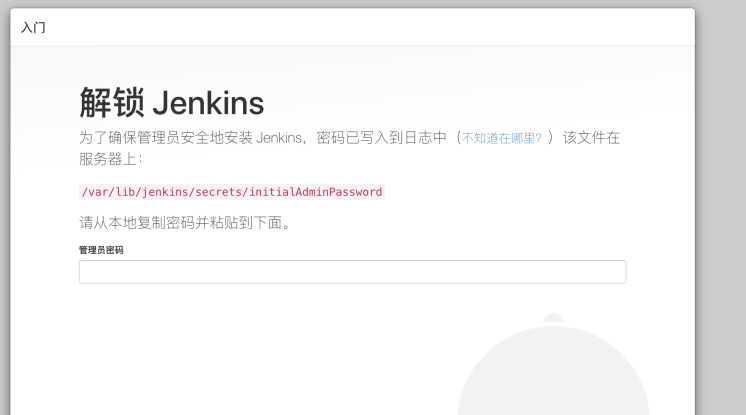 入门
解锁 Jenkins
为了确保管理员安全地安装 Jenkins，密码已写入到日志中（不知道在哪里？）该文件在
服务器上：
/var/lib/jenkins/secrets/initialAdminPassword
请从本地复制密码并粘贴到下面。
管理员密码